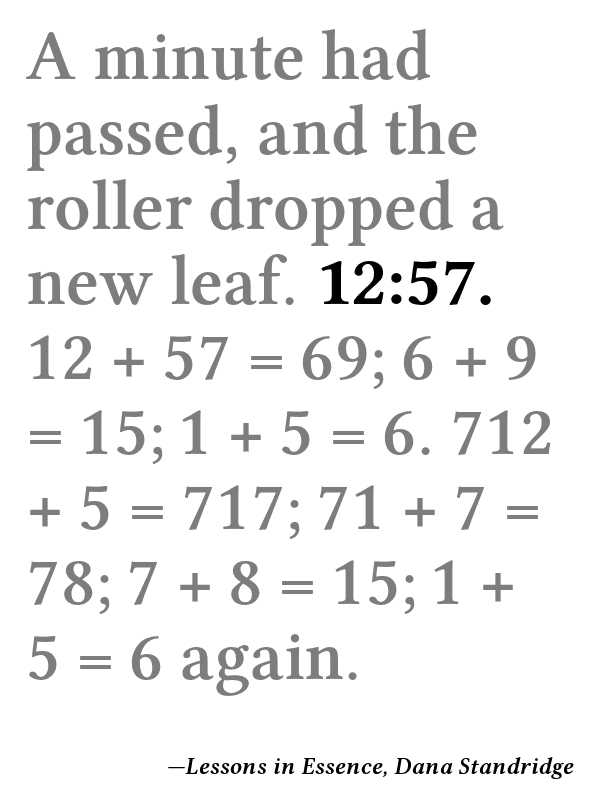 A minute had
passed, and the
roller dropped a
new leaf. 12:57.
12 + 57 = 69; 6 + 9
= 15; 1 + 5 = 6. 712
+ 5 = 717; 71 + 7 =
78; 7 + 8 = 15; 1 +
5 = 6 again.
—Lessons in Essence, Dana Standridge